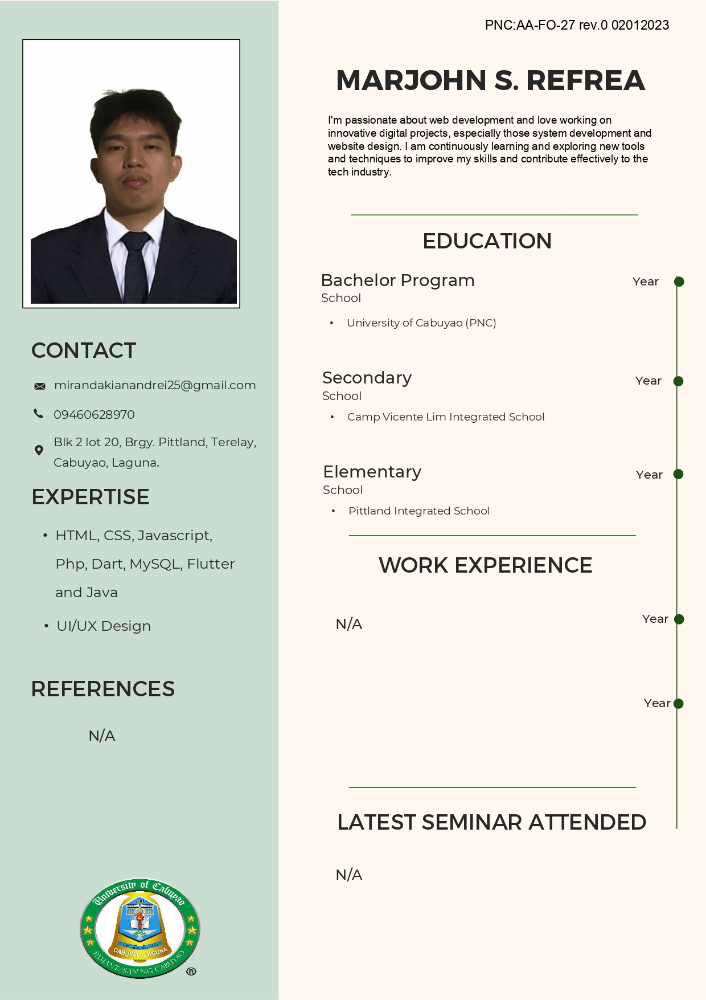 PNC:AA-FO-27 rev.0 02012023
MARJOHN S. REFREA
I'm passionate about web development and love working on
innovative digital projects, especially those system development and
website design. I am continuously learning and exploring new tools
and techniques to improve my skills and contribute effectively to the
tech industry.
CONTACT
mirandakianandrei25@gmail.com
09460628970
Blk 2 lot 20, Brgy. Pittland, Terelay,
Cabuyao, Laguna.
EXPERTISE
• HTML, CSS, Javascript,
Php, Dart, MySQL, Flutter
and Java
• UI/UX Design
REFERENCES
N/A
University of Cabuyao
2003
CABUYAO, LAGUNA
PAMANTASAN NG CABUYAO
®
EDUCATION
Bachelor Program Year
School
• University of Cabuyao (PNC)
Secondary Year
School
• Camp Vicente Lim Integrated School
Elementary Year
School
• Pittland Integrated School
WORK EXPERIENCE
N/A Year
Year
LATEST SEMINAR ATTENDED
N/A